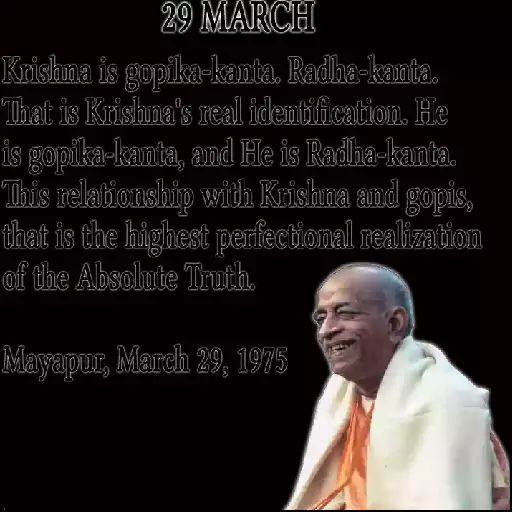 29 MARCH
Krishna is gopika-kanta. Radha-kanta.
That is Krishna's real identification. He
is gopika-kanta, and He is Radha-kanta.
This relationship with Krishna and gopis,
that is the highest perfectional realization
of the Absolute Truth.
Mayapur, March 29, 1975